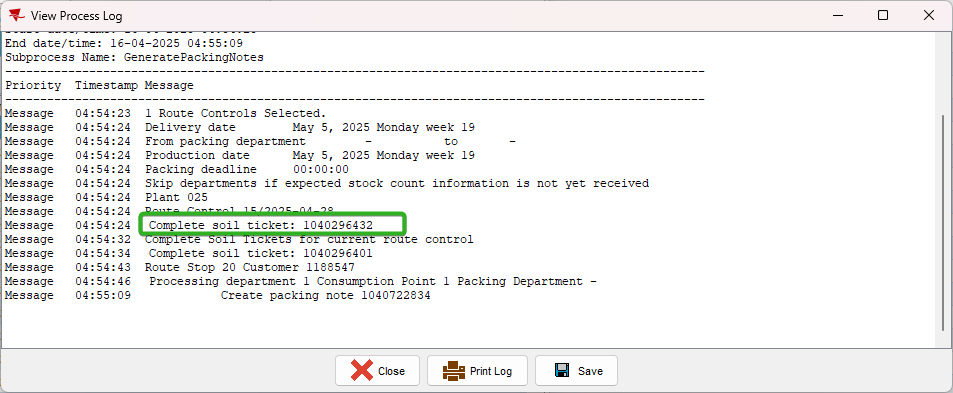 View Process Log
End date/time: 16-04-2025 04:55:09
Subprocess Name: GeneratePackingNotes
Priority Timestamp Message
Message 04:54:23 1 Route Controls Selected.
Message 04:54:24 Delivery date May 5, 2025 Monday week 19
Message 04:54:24 From packing department - to -
Message 04:54:24 Production date May 5, 2025 Monday week 19
Message 04:54:24 Packing deadline 00:00:00
Message 04:54:24 Skip departments if expected stock count information is not yet received
Message 04:54:24 Plant 025
Message 04:54:24 Route Control 15/2025-04-28
Message 04:54:24 Complete soil ticket: 1040296432
Message 04:54:32 Complete Soil Tickets for current route control
Message 04:54:34 Complete soil ticket: 1040296401
Message 04:54:43 Route Stop 20 Customer 1188547
Message 04:54:46 Processing department 1 Consumption Point 1 Packing Department -
Message 04:55:09 Create packing note 1040722834
Close Print Log Save